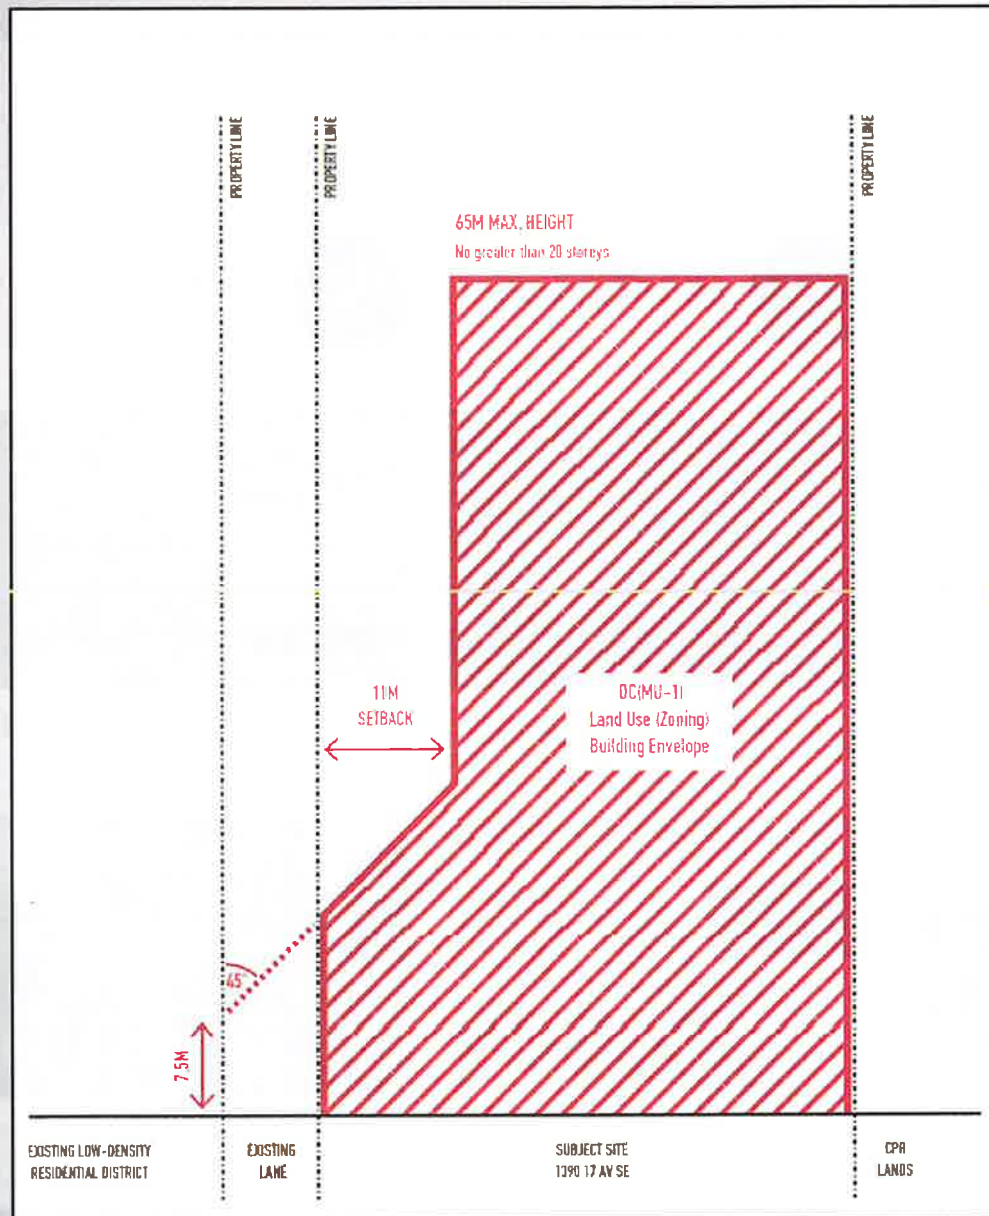 PROPERTY LINE
PROPERTY LINE
PROPERTY LINE
65M MAX. HEIGHT
No greater than 20 storeys
11M
SETBACK
DC(MU-1)
Land Use (Zoning)
Building Envelope
45°
7.5M
EXISTING LOW-DENSITY
RESIDENTIAL DISTRICT
EXISTING
LANE
SUBJECT SITE
1390 17 AV SE
CPR
LANDS